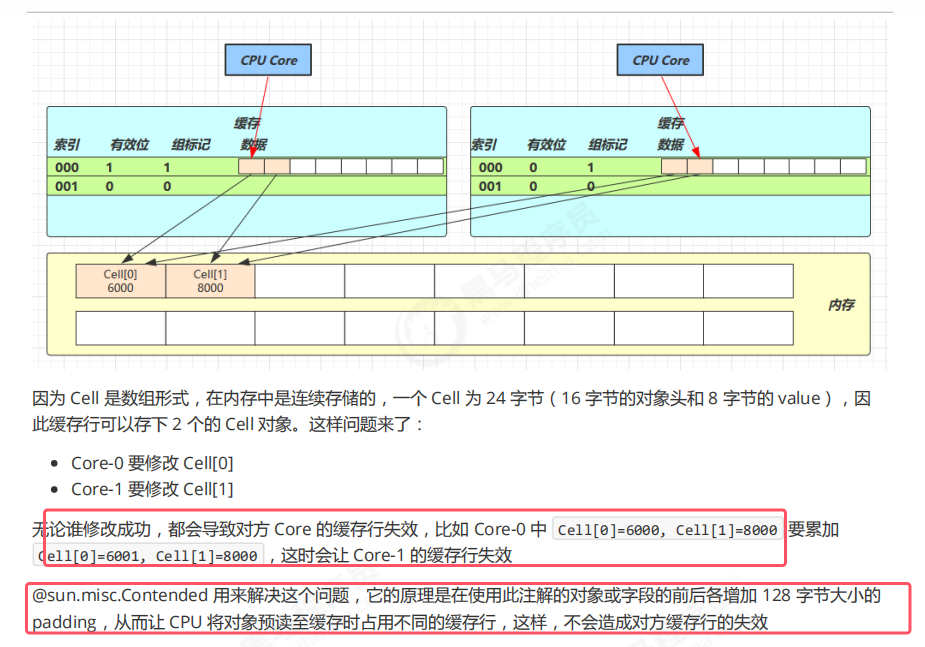 CPU Core CPU Core
缓存 缓存
索引 有效位 组标记 数据 索引 有效位 组标记 数据
000 1 1 000 0 1
001 0 0 001 0 0
Cell[0] Cell[1]
6000 8000
内存
黑马程序员
因为 Cell 是数组形式，在内存中是连续存储的，一个 Cell 为 24 字节（16 字节的对象头和 8 字节的 value），因
此缓存行可以存下 2 个的 Cell 对象。这样问题来了：
• Core-0 要修改 Cell[0]
• Core-1 要修改 Cell[1]
无论谁修改成功，都会导致对方 Core 的缓存行失效，比如 Core-0 中 Cell[0]=6000, Cell[1]=8000 要累加
Cell[0]=6001, Cell[1]=8000 ，这时会让 Core-1 的缓存行失效
@sun.misc.Contended 用来解决这个问题，它的原理是在使用此注解的对象或字段的前后各增加 128 字节大小的
padding，从而让 CPU 将对象预读至缓存时占用不同的缓存行，这样，不会造成对方缓存行的失效